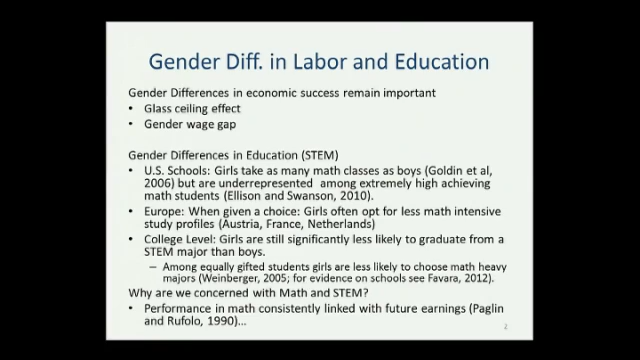 Gender Diff. in Labor and Education
Gender Differences in economic success remain important
• Glass ceiling effect
• Gender wage gap
Gender Differences in Education (STEM)
• U.S. Schools: Girls take as many math classes as boys (Goldin et al,
2006) but are underrepresented among extremely high achieving
math students (Ellison and Swanson, 2010).
• Europe: When given a choice: Girls often opt for less math intensive
study profiles (Austria, France, Netherlands)
• College Level: Girls are still significantly less likely to graduate from a
STEM major than boys.
– Among equally gifted students girls are less likely to choose math heavy
majors (Weinberger, 2005; for evidence on schools see Favara, 2012).
Why are we concerned with Math and STEM?
• Performance in math consistently linked with future earnings (Paglin
and Rufolo, 1990)...
2